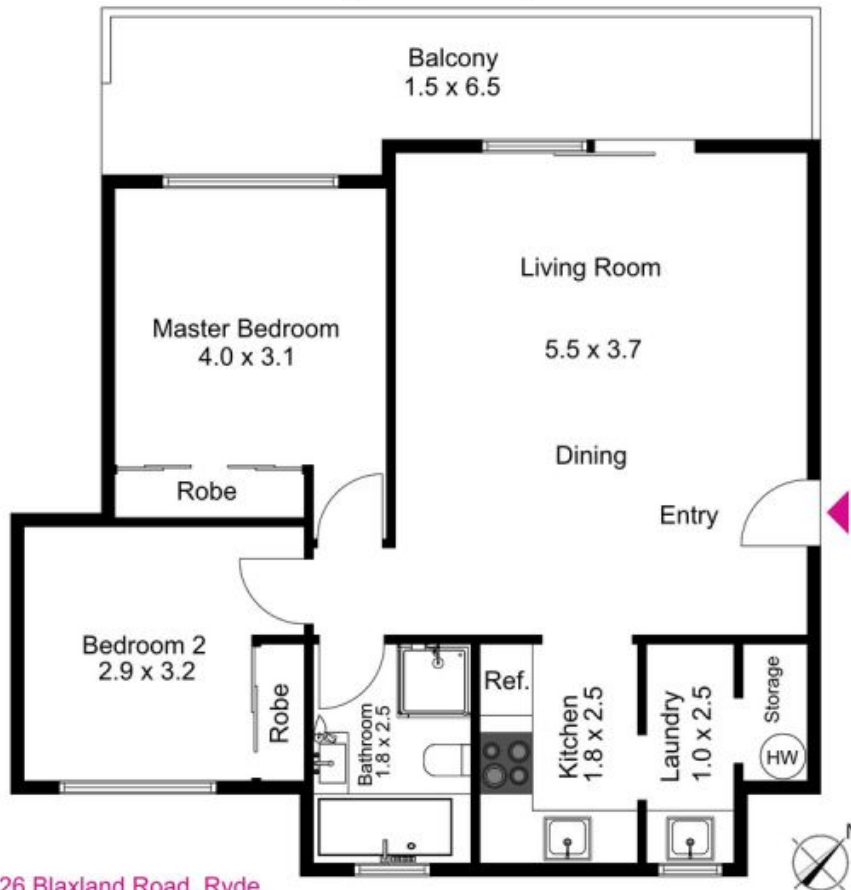 Balcony
1.5 x 6.5
Living Room
5.5 x 3.7
Master Bedroom
4.0 x 3.1
Robe
Dining
Entry
Bedroom 2
2.9 x 3.2
Robe
Bathroom
1.8 x 2.5
Ref.
Kitchen
1.8 x 2.5
Laundry
1.0 x 2.5
Storage
HW
26 Blaxland Road, Ryde
N